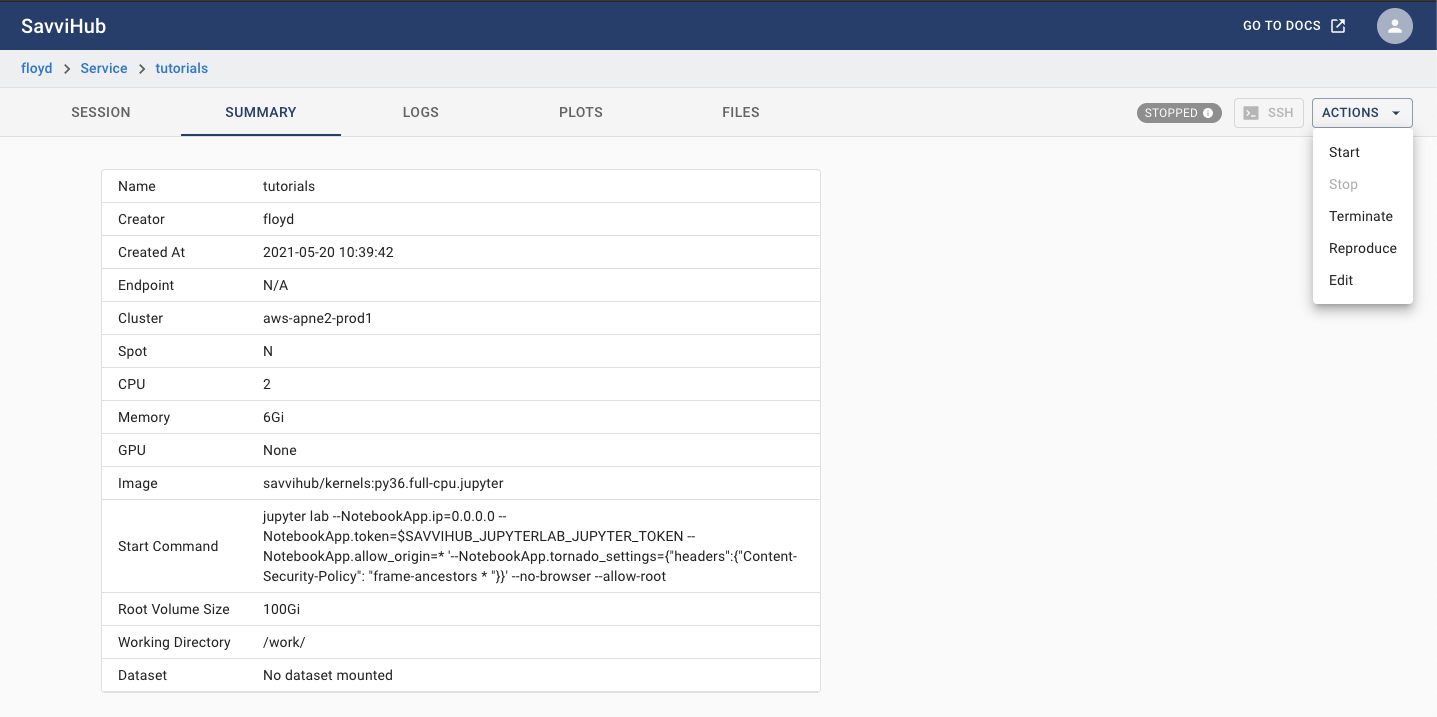 SavviHub
GO TO DOCS
floyd > Service > tutorials
SESSION SUMMARY LOGS PLOTS FILES STOPPED SSH ACTIONS
Start
Stop
Terminate
Reproduce
Edit
Name tutorials
Creator floyd
Created At 2021-05-20 10:39:42
Endpoint N/A
Cluster aws-apne2-prod1
Spot N
CPU 2
Memory 6Gi
GPU None
Image savvihub/kernels:py36.full-cpu.jupyter
Start Command
jupyter lab --NotebookApp.ip=0.0.0.0 --
NotebookApp.token=$SAVVIHUB_JUPYTERLAB_JUPYTER_TOKEN --
NotebookApp.allow_origin=* '--NotebookApp.tornado_settings={"headers":{"Content-
Security-Policy": "frame-ancestors * "}}' --no-browser --allow-root
Root Volume Size 100Gi
Working Directory /work/
Dataset No dataset mounted